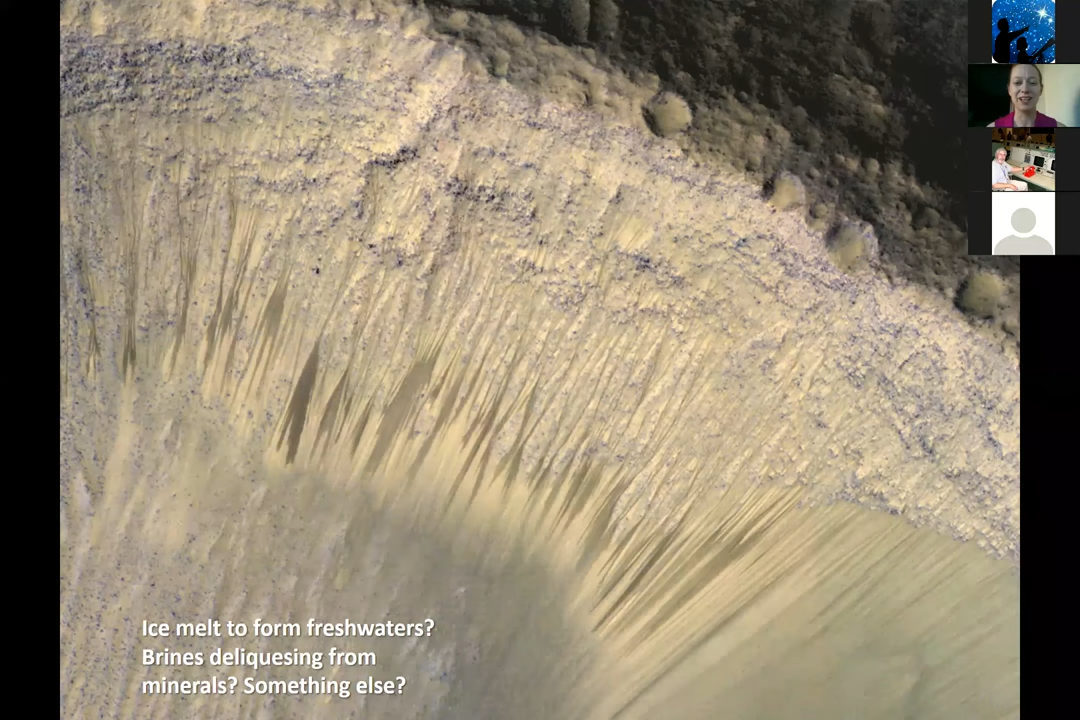 Ice melt to form freshwaters?
Brines deliquesing from
minerals? Something else?